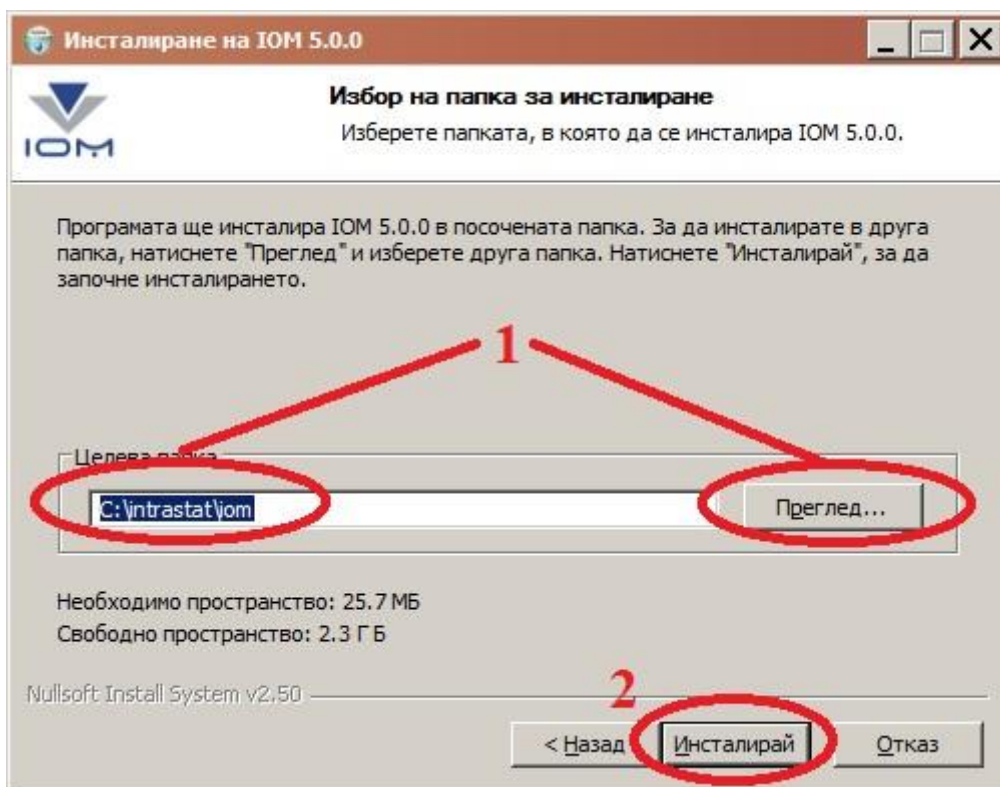 Инсталиране на IOM 5.0.0
IOM
Избор на папка за инсталиране
Изберете папката, в която да се инсталира IOM 5.0.0.
Програмата ще инсталира IOM 5.0.0 в посочената папка. За да инсталирате в друга
папка, натиснете "Преглед" и изберете друга папка. Натиснете "Инсталирай", за да
започне инсталирането.
1
Целева папка
C:\intrastat\iom
Преглед...
Необходимо пространство: 25.7 МБ
Свободно пространство: 2.3 ГБ
Nullsoft Install System v2.50
2
< Назад
Инсталирай
Отказ